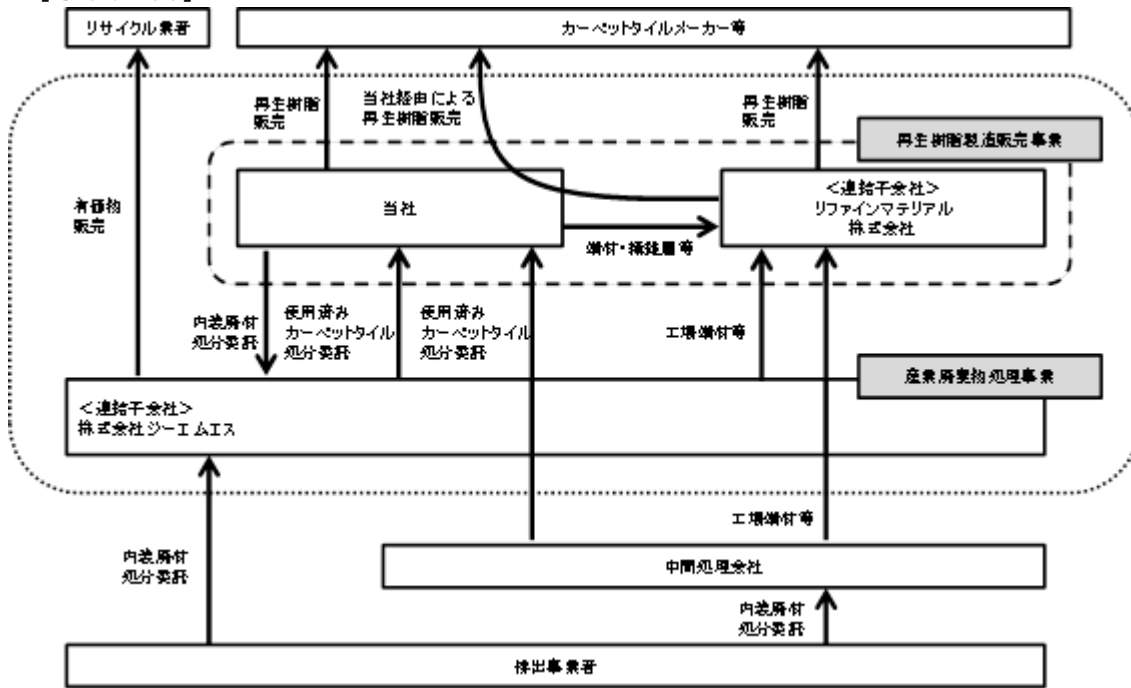 リサイクル業者
カーペットタイルメーカー等
再生樹脂
販売
当社経由による
再生樹脂販売
再生樹脂
販売
再生樹脂製造販売事業
有価物
販売
当社
＜連結子会社＞
リファインマテリアル
株式会社
端材・繊維屑等
内装廃材
処分委託
使用済み
カーペットタイル
処分委託
使用済み
カーペットタイル
処分委託
工場端材等
産業廃棄物処理事業
＜連結子会社＞
株式会社ジーエムエス
工場端材等
内装廃材
処分委託
中間処理会社
内装廃材
処分委託
排出事業者